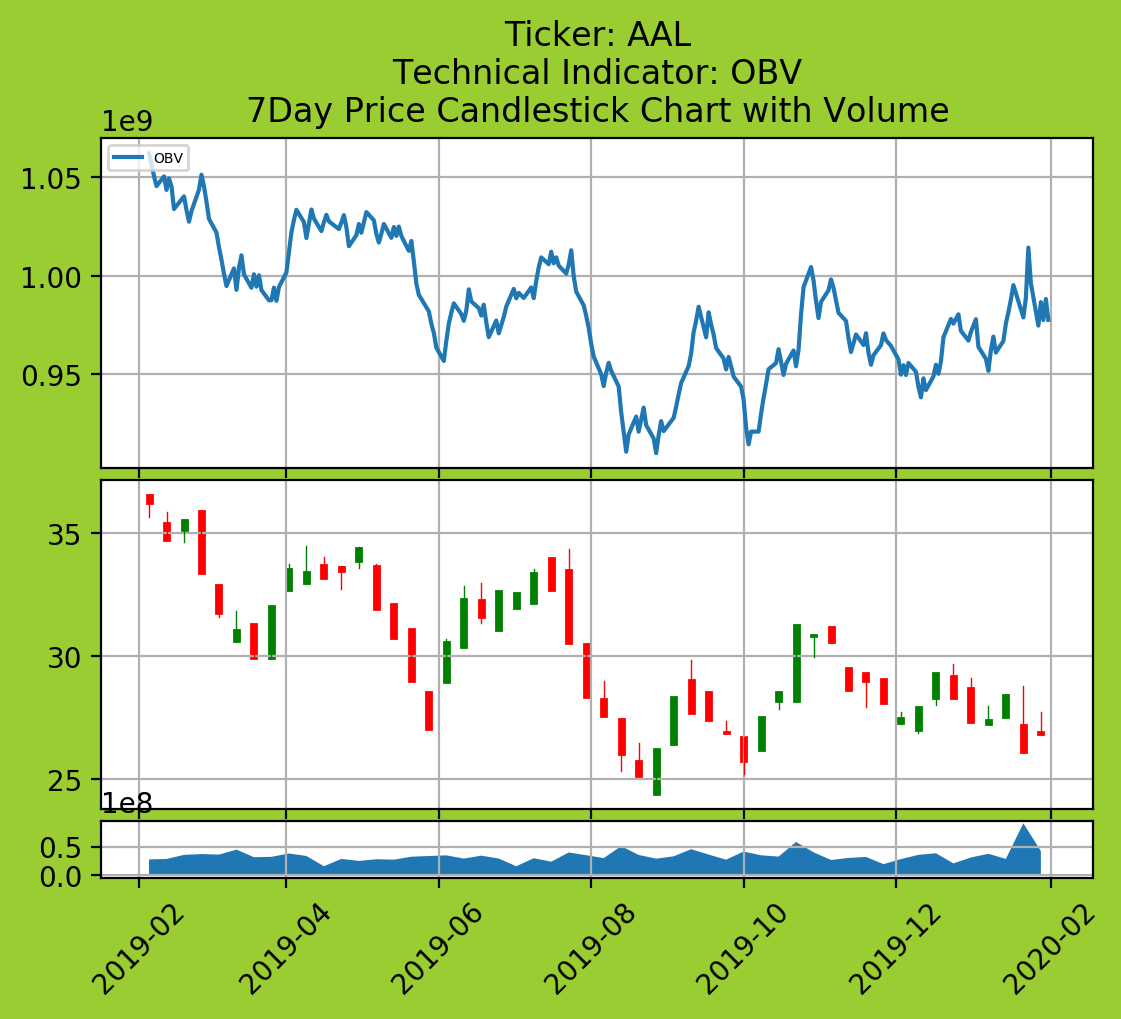 Ticker: AAL
Technical Indicator: OBV
7Day Price Candlestick Chart with Volume
1e9
OBV
1.05
1.00
0.95
35
30
25
1e8
0.5
0.0
2019-02
2019-04
2019-06
2019-08
2019-10
2019-12
2020-02